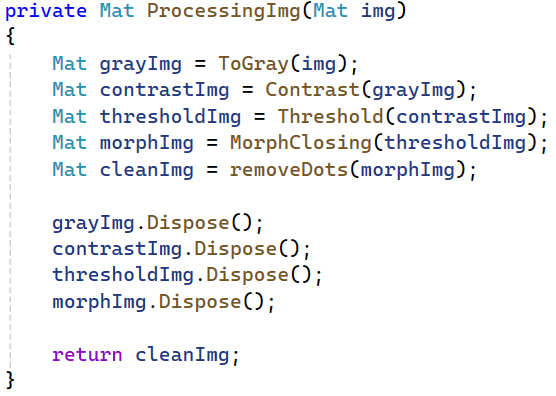 private Mat ProcessingImg(Mat img)
{
    Mat grayImg = ToGray(img);
    Mat contrastImg = Contrast(grayImg);
    Mat thresholdImg = Threshold(contrastImg);
    Mat morphImg = MorphClosing(thresholdImg);
    Mat cleanImg = removeDots(morphImg);

    grayImg.Dispose();
    contrastImg.Dispose();
    thresholdImg.Dispose();
    morphImg.Dispose();

    return cleanImg;
}